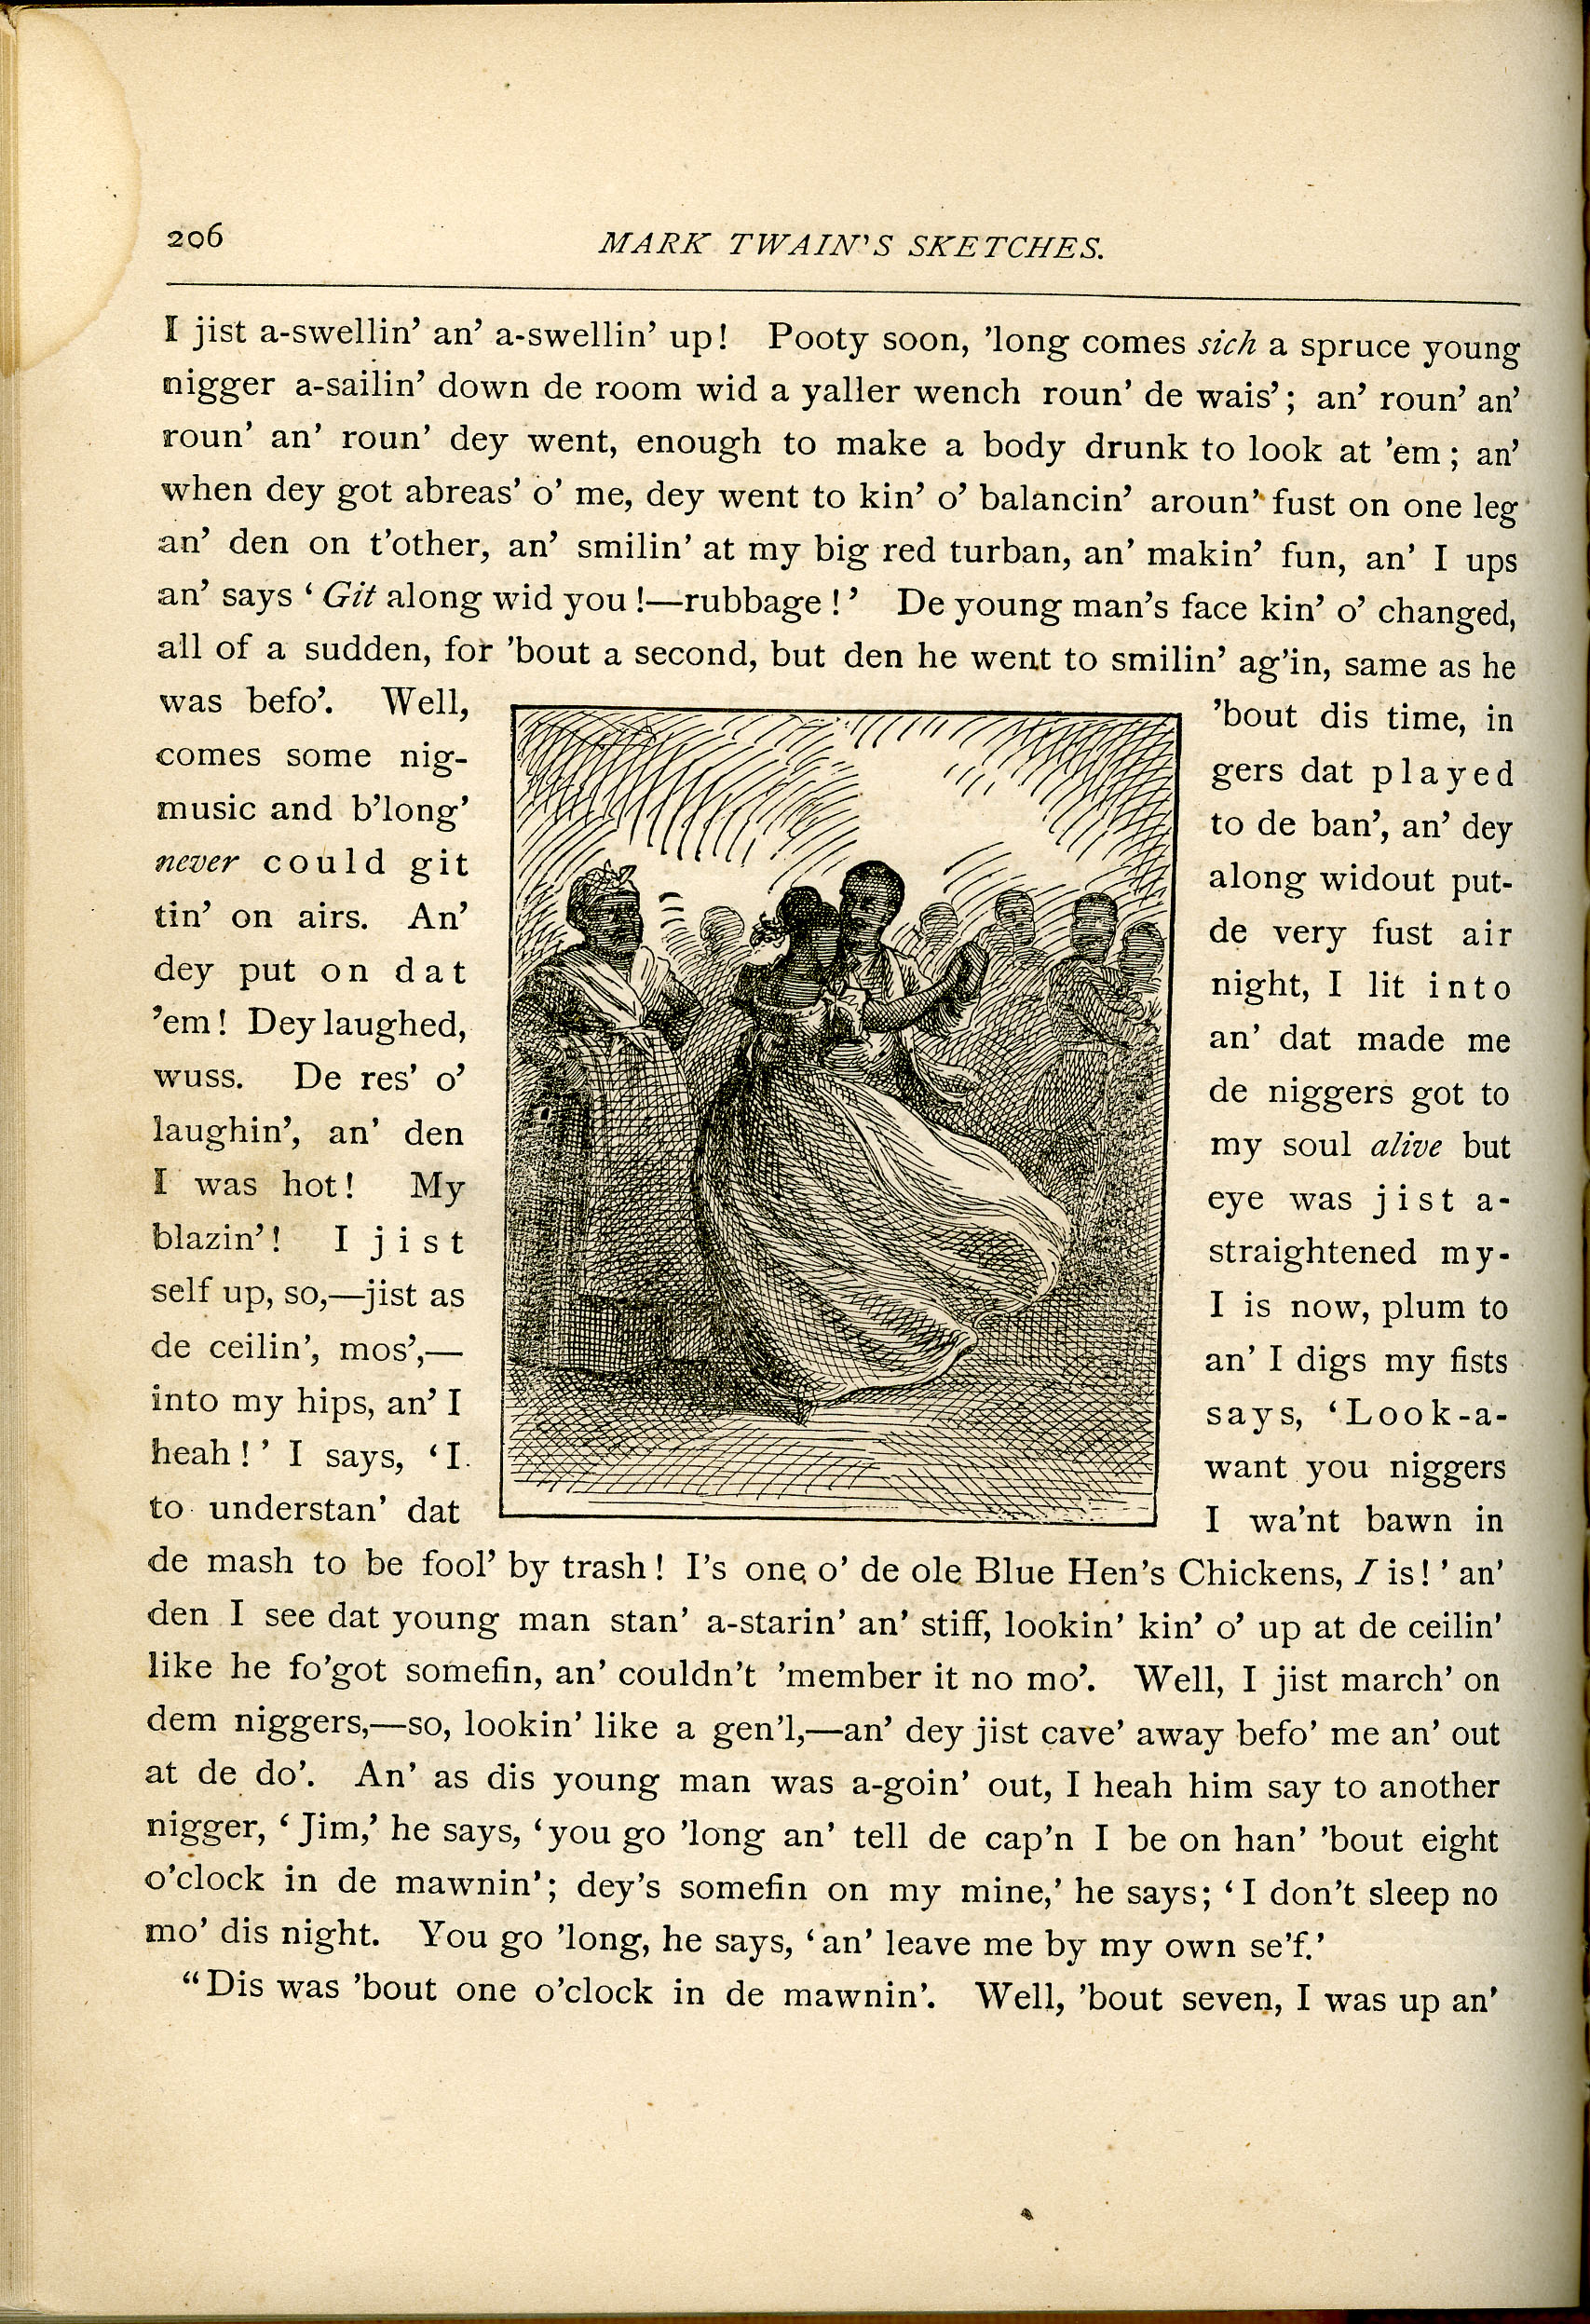 206 MARK TWAIN'S SKETCHES.
I jist a-swellin' an' a-swellin' up! Pooty soon, 'long comes sich a spruce young
nigger a-sailin' down de room wid a yaller wench roun' de wais'; an' roun' an'
roun' an' roun' dey went, enough to make a body drunk to look at 'em; an'
when dey got abreas' o' me, dey went to kin' o' balancin' aroun' fust on one leg
an' den on t'other, an' smilin' at my big red turban, an' makin' fun, an' I ups
an' says ‘Git along wid you!—rubbage!’ De young man's face kin' o' changed,
all of a sudden, for 'bout a second, but den he went to smilin' ag'in, same as he
was befo'. Well, 'bout dis time, in
comes some nig- gers dat played
music and b'long' to de ban', an' dey
never could git along widout put-
tin' on airs. An' de very fust air
dey put on dat night, I lit into
'em! Dey laughed, an' dat made me
wuss. De res' o' de niggers got to
laughin', an' den my soul alive but
I was hot! My eye was jist a-
blazin'! I jist straightened my-
self up, so,—jist as I is now, plum to
de ceilin', mos',— an' I digs my fists
into my hips, an' I says, ‘Look-a-
heah!’ I says, ‘I want you niggers
to understan' dat I wa'nt bawn in
de mash to be fool' by trash! I's one o' de ole Blue Hen's Chickens, I is!’ an'
den I see dat young man stan' a-starin' an' stiff, lookin' kin' o' up at de ceilin'
like he fo'got somefin, an' couldn't 'member it no mo'. Well, I jist march' on
dem niggers,—so, lookin' like a gen'l,—an' dey jist cave' away befo' me an' out
at de do'. An' as dis young man was a-goin' out, I heah him say to another
nigger, ‘Jim,’ he says, ‘you go 'long an' tell de cap'n I be on han' 'bout eight
o'clock in de mawnin'; dey's somefin on my mine,’ he says; ‘I don't sleep no
mo' dis night. You go 'long, he says, ‘an' leave me by my own se'f.’
“Dis was 'bout one o'clock in de mawnin'. Well, 'bout seven, I was up an'